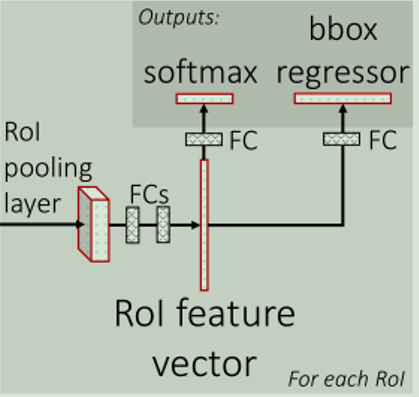 Outputs:
bbox
softmax regressor
FC
FC
RoI
pooling
layer
FCs
RoI feature
vector
For each RoI